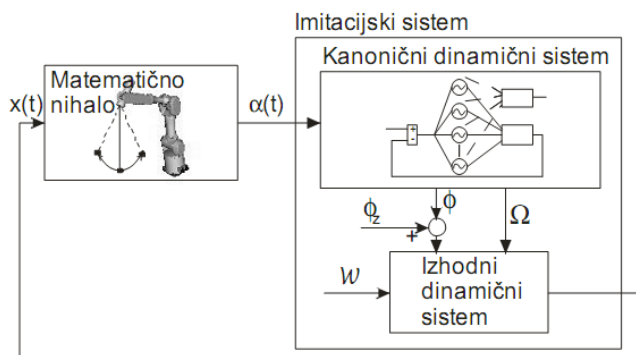 Imitacijski sistem
Kanonični dinamični sistem
Matematično
nihalo
x(t)
α(t)
+
-
ϕ
Ω
ϕz
+
W
Izhodni
dinamični
sistem